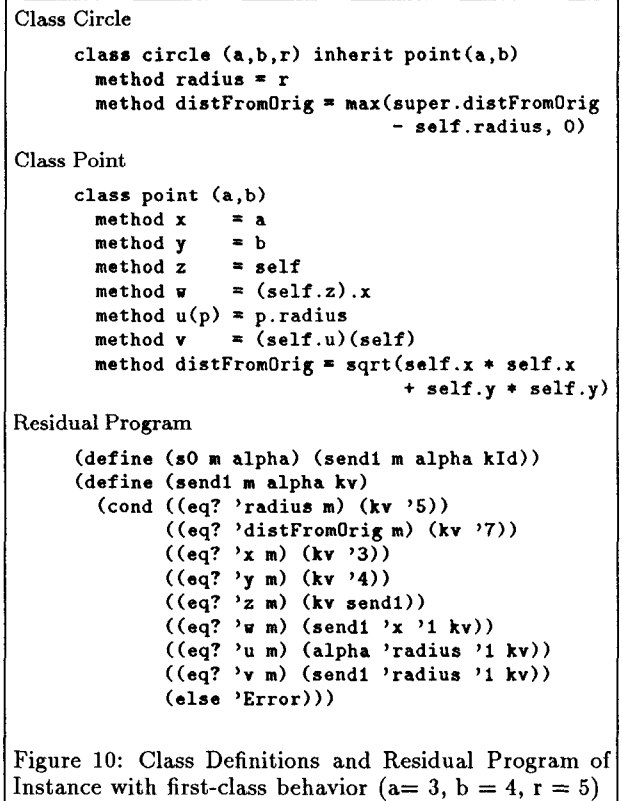 Class Circle
class circle (a,b,r) inherit point(a,b)
method radius = r
method distFromOrig = max(super.distFromOrig
- self.radius, 0)
Class Point
class point (a,b)
method x = a
method y = b
method z = self
method w = (self.z).x
method u(p) = p.radius
method v = (self.u)(self)
method distFromOrig = sqrt(self.x * self.x
+ self.y * self.y)
Residual Program
(define (s0 m alpha) (send1 m alpha kId))
(define (send1 m alpha kv)
(cond ((eq? 'radius m) (kv '5))
((eq? 'distFromOrig m) (kv '7))
((eq? 'x m) (kv '3))
((eq? 'y m) (kv '4))
((eq? 'z m) (kv send1))
((eq? 'w m) (send1 'x '1 kv))
((eq? 'u m) (alpha 'radius '1 kv))
((eq? 'v m) (send1 'radius '1 kv))
(else 'Error)))
Figure 10: Class Definitions and Residual Program of
Instance with first-class behavior (a= 3, b = 4, r = 5)